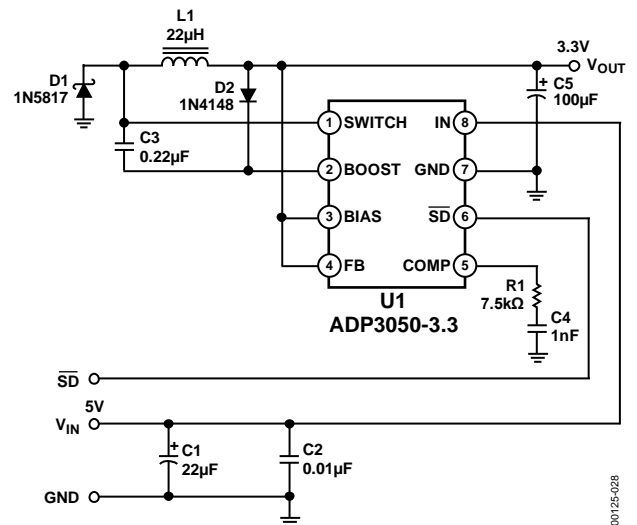 L1
22µH
D1
1N5817
D2
1N4148
C3
0.22µF
3.3V
VOUT
+
C5
100µF
1 SWITCH
2 BOOST
3 BIAS
4 FB
IN 8
GND 7
SD 6
COMP 5
U1
ADP3050-3.3
R1
7.5kΩ
C4
1nF
SD
5V
VIN
+
C1
22µF
C2
0.01µF
GND
00125-028